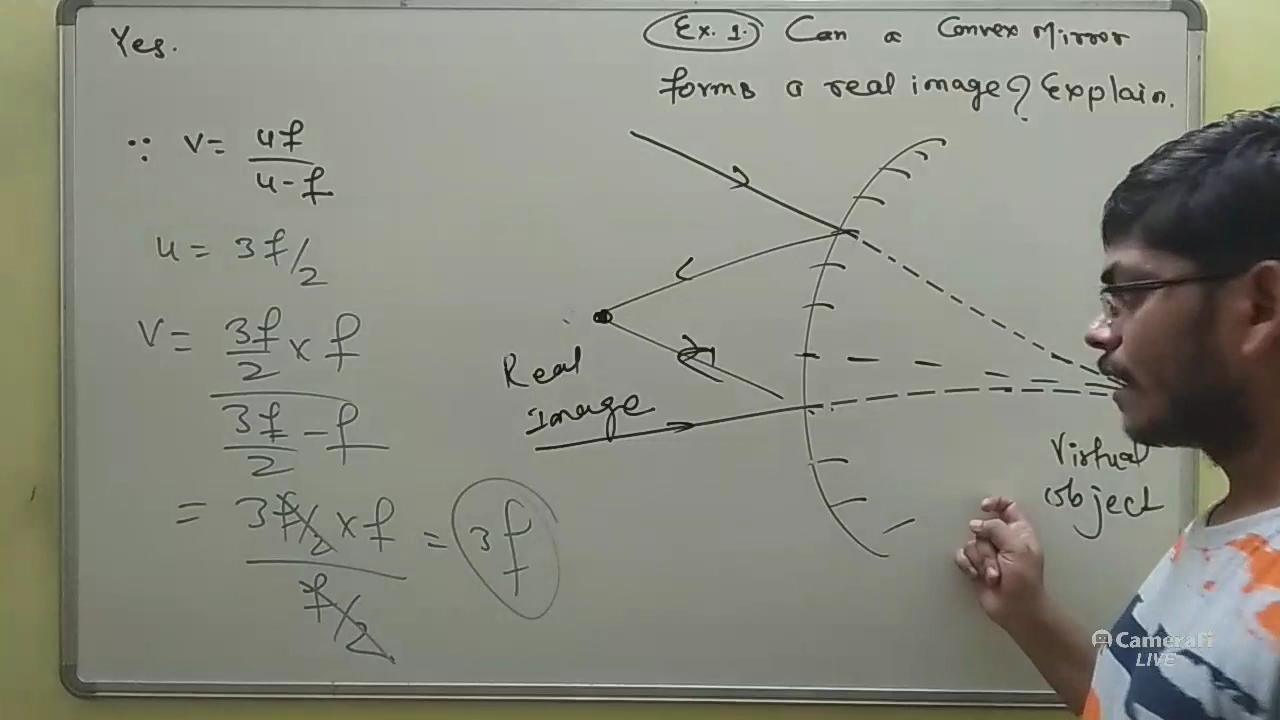 Yes.
Ex. 1. Can a Convex Mirror
forms a real image? Explain.
∵ v = uf
u - f
u = 3f/2
v = 3f/2 × f
3f/2 - f
= 3f/2 × f = 3f
f/2
Real
Image
Virtual
object
Camerafi
LIVE